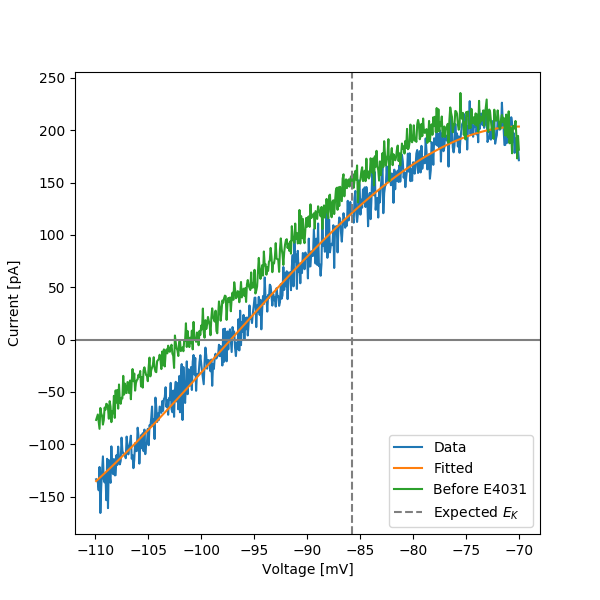 250
200
150
100
50
0
−50
−100
−150
Current [pA]
−110 −105 −100 −95 −90 −85 −80 −75 −70
Voltage [mV]
Data
Fitted
Before E4031
Expected E_K